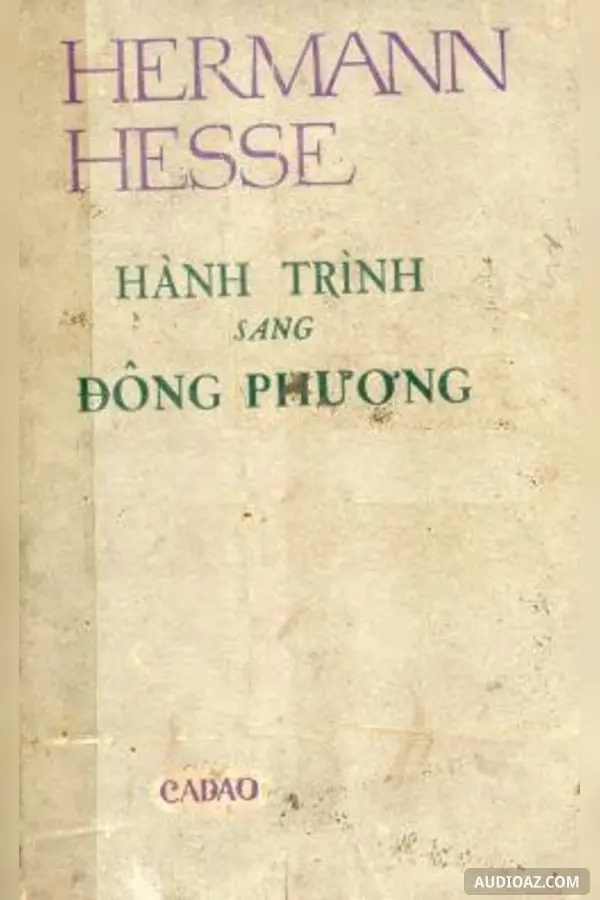 HERMANN
HESSE
HÀNH TRÌNH
SANG
ĐÔNG PHƯƠNG
CADAO
AUDIOAZ.COM